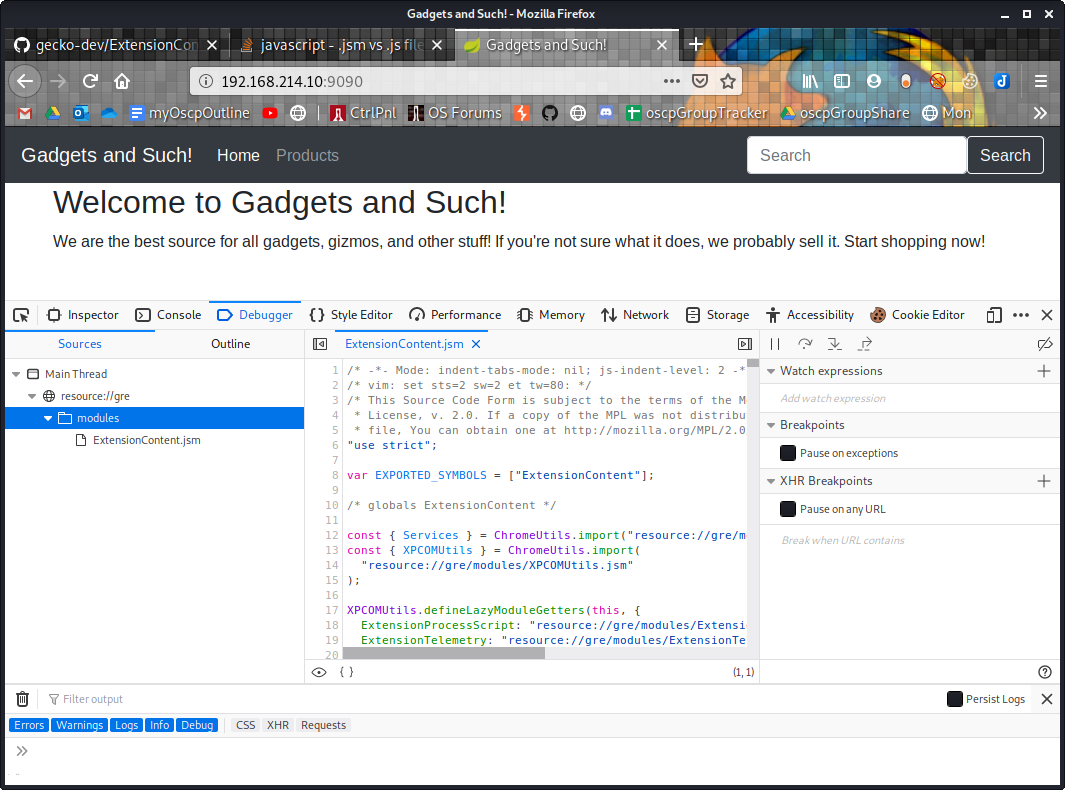 Gadgets and Such! - Mozilla Firefox
gecko-dev/ExtensionCon
javascript - .jsm vs .js file
Gadgets and Such!
192.168.214.10:9090
myOscpOutline
CtrlPnl
OS Forums
oscpGroupTracker
oscpGroupShare
Mon
Gadgets and Such!
Home
Products
Search
Search
Welcome to Gadgets and Such!
We are the best source for all gadgets, gizmos, and other stuff! If you're not sure what it does, we probably sell it. Start shopping now!
Inspector
Console
Debugger
Style Editor
Performance
Memory
Network
Storage
Accessibility
Cookie Editor
Sources
Outline
Main Thread
resource://gre
modules
ExtensionContent.jsm
ExtensionContent.jsm
1 /* -*- Mode: indent-tabs-mode: nil; js-indent-level: 2 -*
2 /* vim: set sts=2 sw=2 et tw=80: */
3 /* This Source Code Form is subject to the terms of the M
4  * License, v. 2.0. If a copy of the MPL was not distribu
5  * file, You can obtain one at http://mozilla.org/MPL/2.0
6 "use strict";
7
8 var EXPORTED_SYMBOLS = ["ExtensionContent"];
9
10 /* globals ExtensionContent */
11
12 const { Services } = ChromeUtils.import("resource://gre/m
13 const { XPCOMUtils } = ChromeUtils.import(
14   "resource://gre/modules/XPCOMUtils.jsm"
15 );
16
17 XPCOMUtils.defineLazyModuleGetters(this, {
18   ExtensionProcessScript: "resource://gre/modules/Extensi
19   ExtensionTelemetry: "resource://gre/modules/ExtensionTe
20
{ }
(1, 1)
Watch expressions
Add watch expression
Breakpoints
Pause on exceptions
XHR Breakpoints
Pause on any URL
Break when URL contains
Filter output
Persist Logs
Errors
Warnings
Logs
Info
Debug
CSS
XHR
Requests